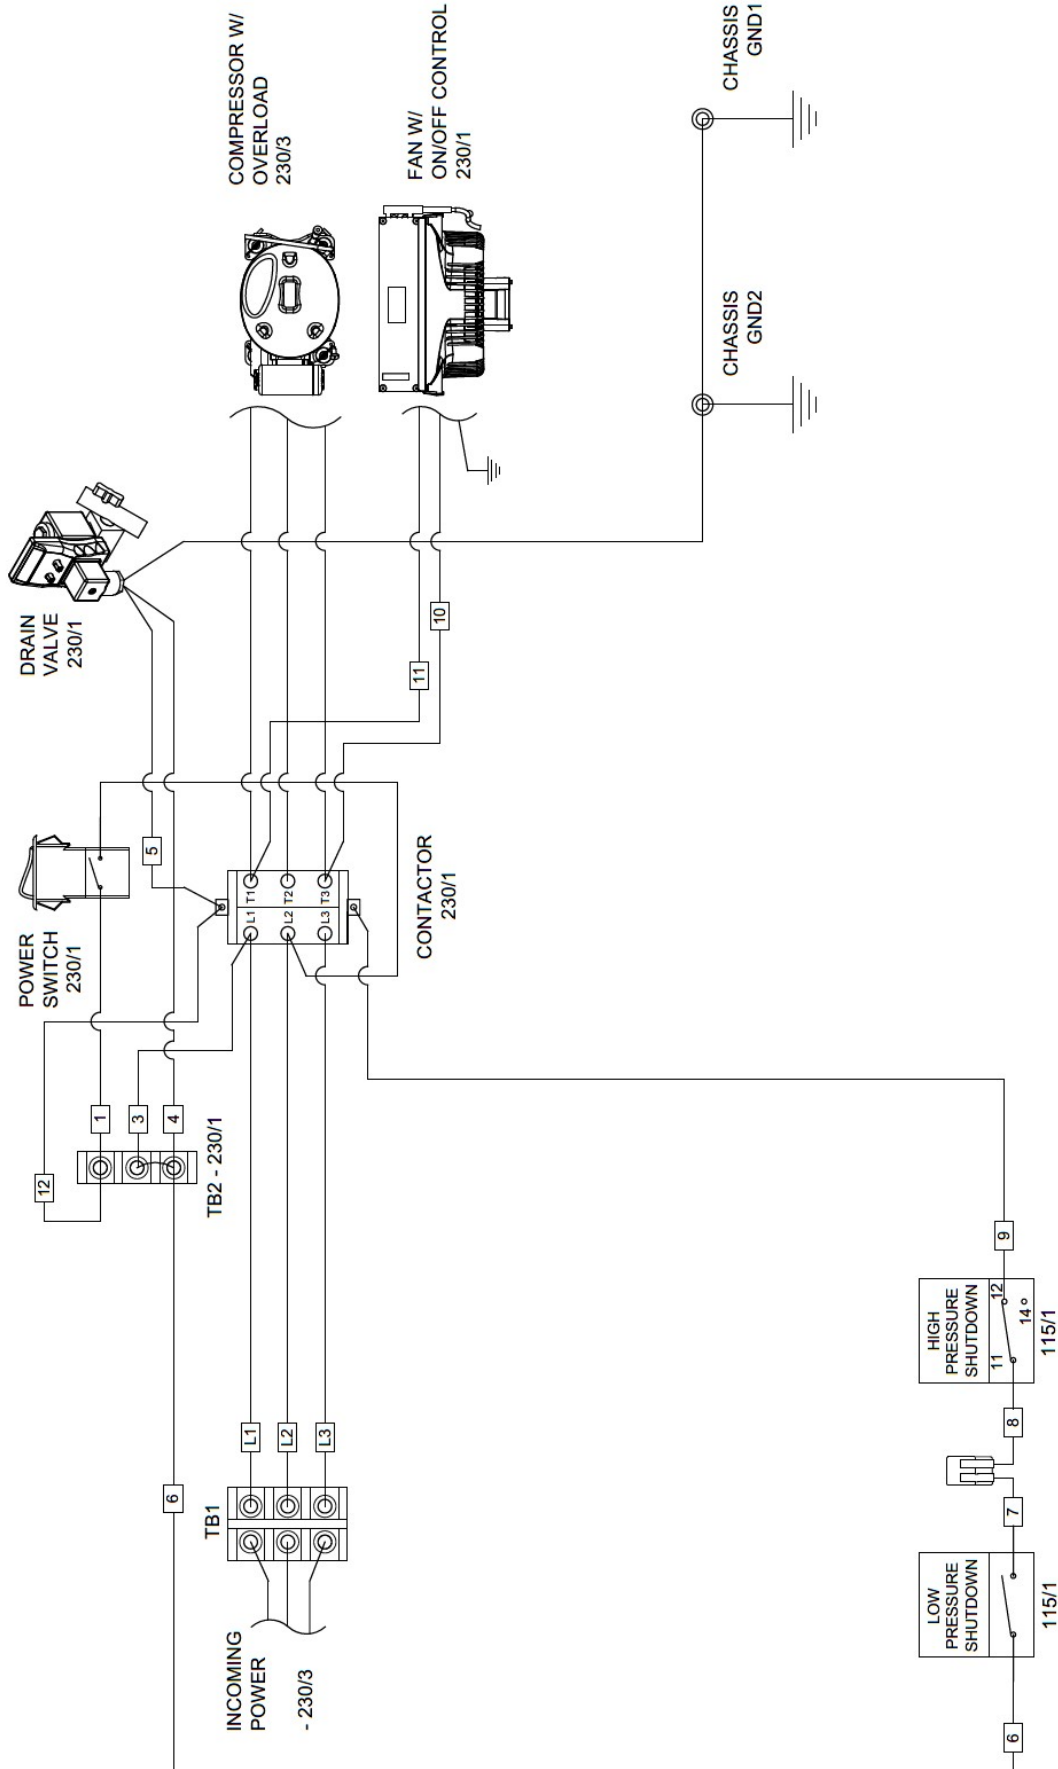 COMPRESSOR W/
OVERLOAD
230/3
FAN W/
ON/OFF CONTROL
230/1
CHASSIS
GND1
CHASSIS
GND2
DRAIN
VALVE
230/1
10
11
5
POWER
SWITCH
230/1
T1
T2
T3
L1
L2
L3
CONTACTOR
230/1
1
3
4
12
TB2 - 230/1
9
HIGH
PRESSURE
SHUTDOWN
11
12
14
115/1
L1
L2
L3
8
6
TB1
7
LOW
PRESSURE
SHUTDOWN
115/1
INCOMING
POWER
- 230/3
6